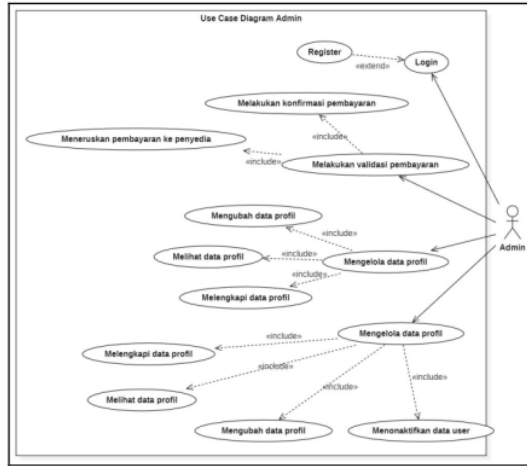 Use Case Diagram Admin
Register
Login
«extend»
Melakukan konfirmasi pembayaran
Meneruskan pembayaran ke penyedia
«include»
«include»
Melakukan validasi pembayaran
Mengubah data profil
«include»
Admin
Melihat data profil
«include»
Mengelola data profil
«include»
Melengkapi data profil
Mengelola data profil
«include»
Melengkapi data profil
«include»
«include»
«include»
Melihat data profil
Mengubah data profil
Menonaktifkan data user